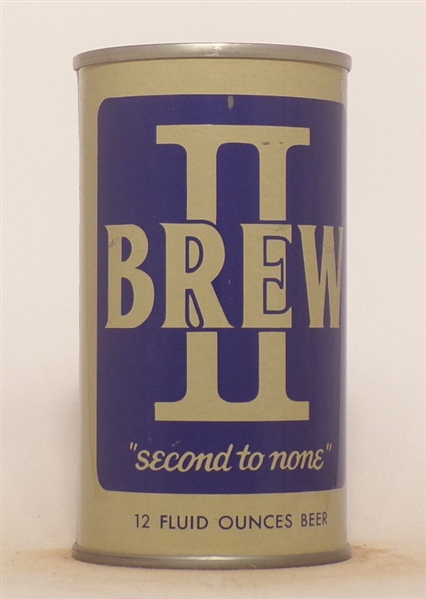 II
BREW
"second to none"
12 FLUID OUNCES BEER